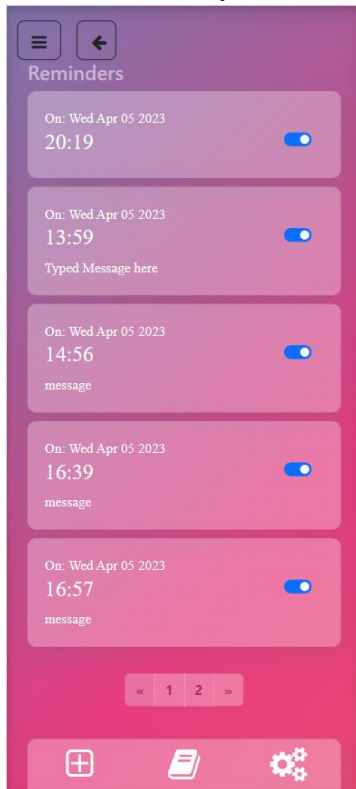 Reminders
On: Wed Apr 05 2023
20:19
On: Wed Apr 05 2023
13:59
Typed Message here
On: Wed Apr 05 2023
14:56
message
On: Wed Apr 05 2023
16:39
message
On: Wed Apr 05 2023
16:57
message
« 1 2 »